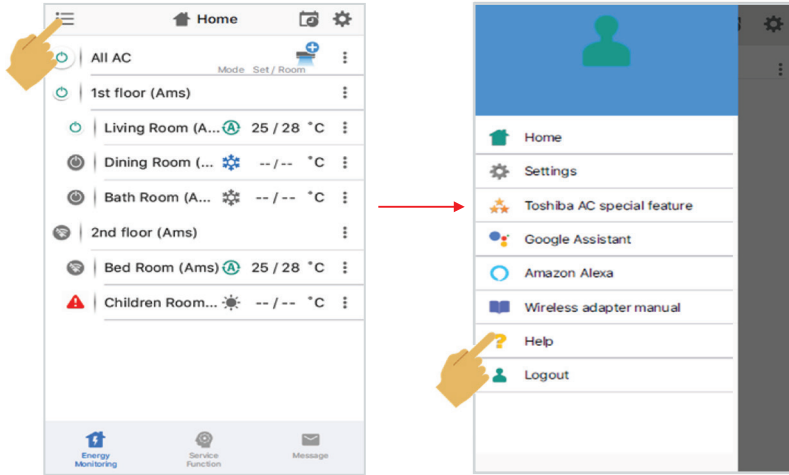 Home
All AC
Mode Set / Room
1st floor (Ams)
Living Room (A... A 25 / 28 °C
Dining Room (... -- / -- °C
Bath Room (A... -- / -- °C
2nd floor (Ams)
Bed Room (Ams) A 25 / 28 °C
Children Room... -- / -- °C
Energy Monitoring
Service Function
Message
Home
Settings
Toshiba AC special feature
Google Assistant
Amazon Alexa
Wireless adapter manual
Help
Logout